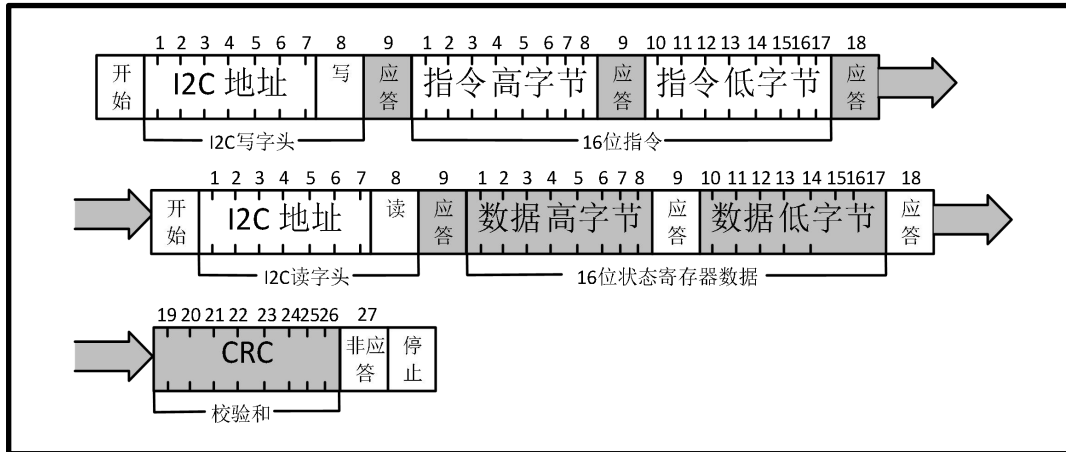 1 2 3 4 5 6 7 8 9 1 2 3 4 5 6 7 8 9 10 11 12 13 14 15 16 17 18
开始 I2C 地址 写 应答 指令高字节 应答 指令低字节 应答
I2C写字头 16位指令
1 2 3 4 5 6 7 8 9 1 2 3 4 5 6 7 8 9 10 11 12 13 14 15 16 17 18
开始 I2C 地址 读 应答 数据高字节 应答 数据低字节 应答
I2C读字头 16位状态寄存器数据
19 20 21 22 23 24 25 26 27
CRC 非应答 停止
校验和